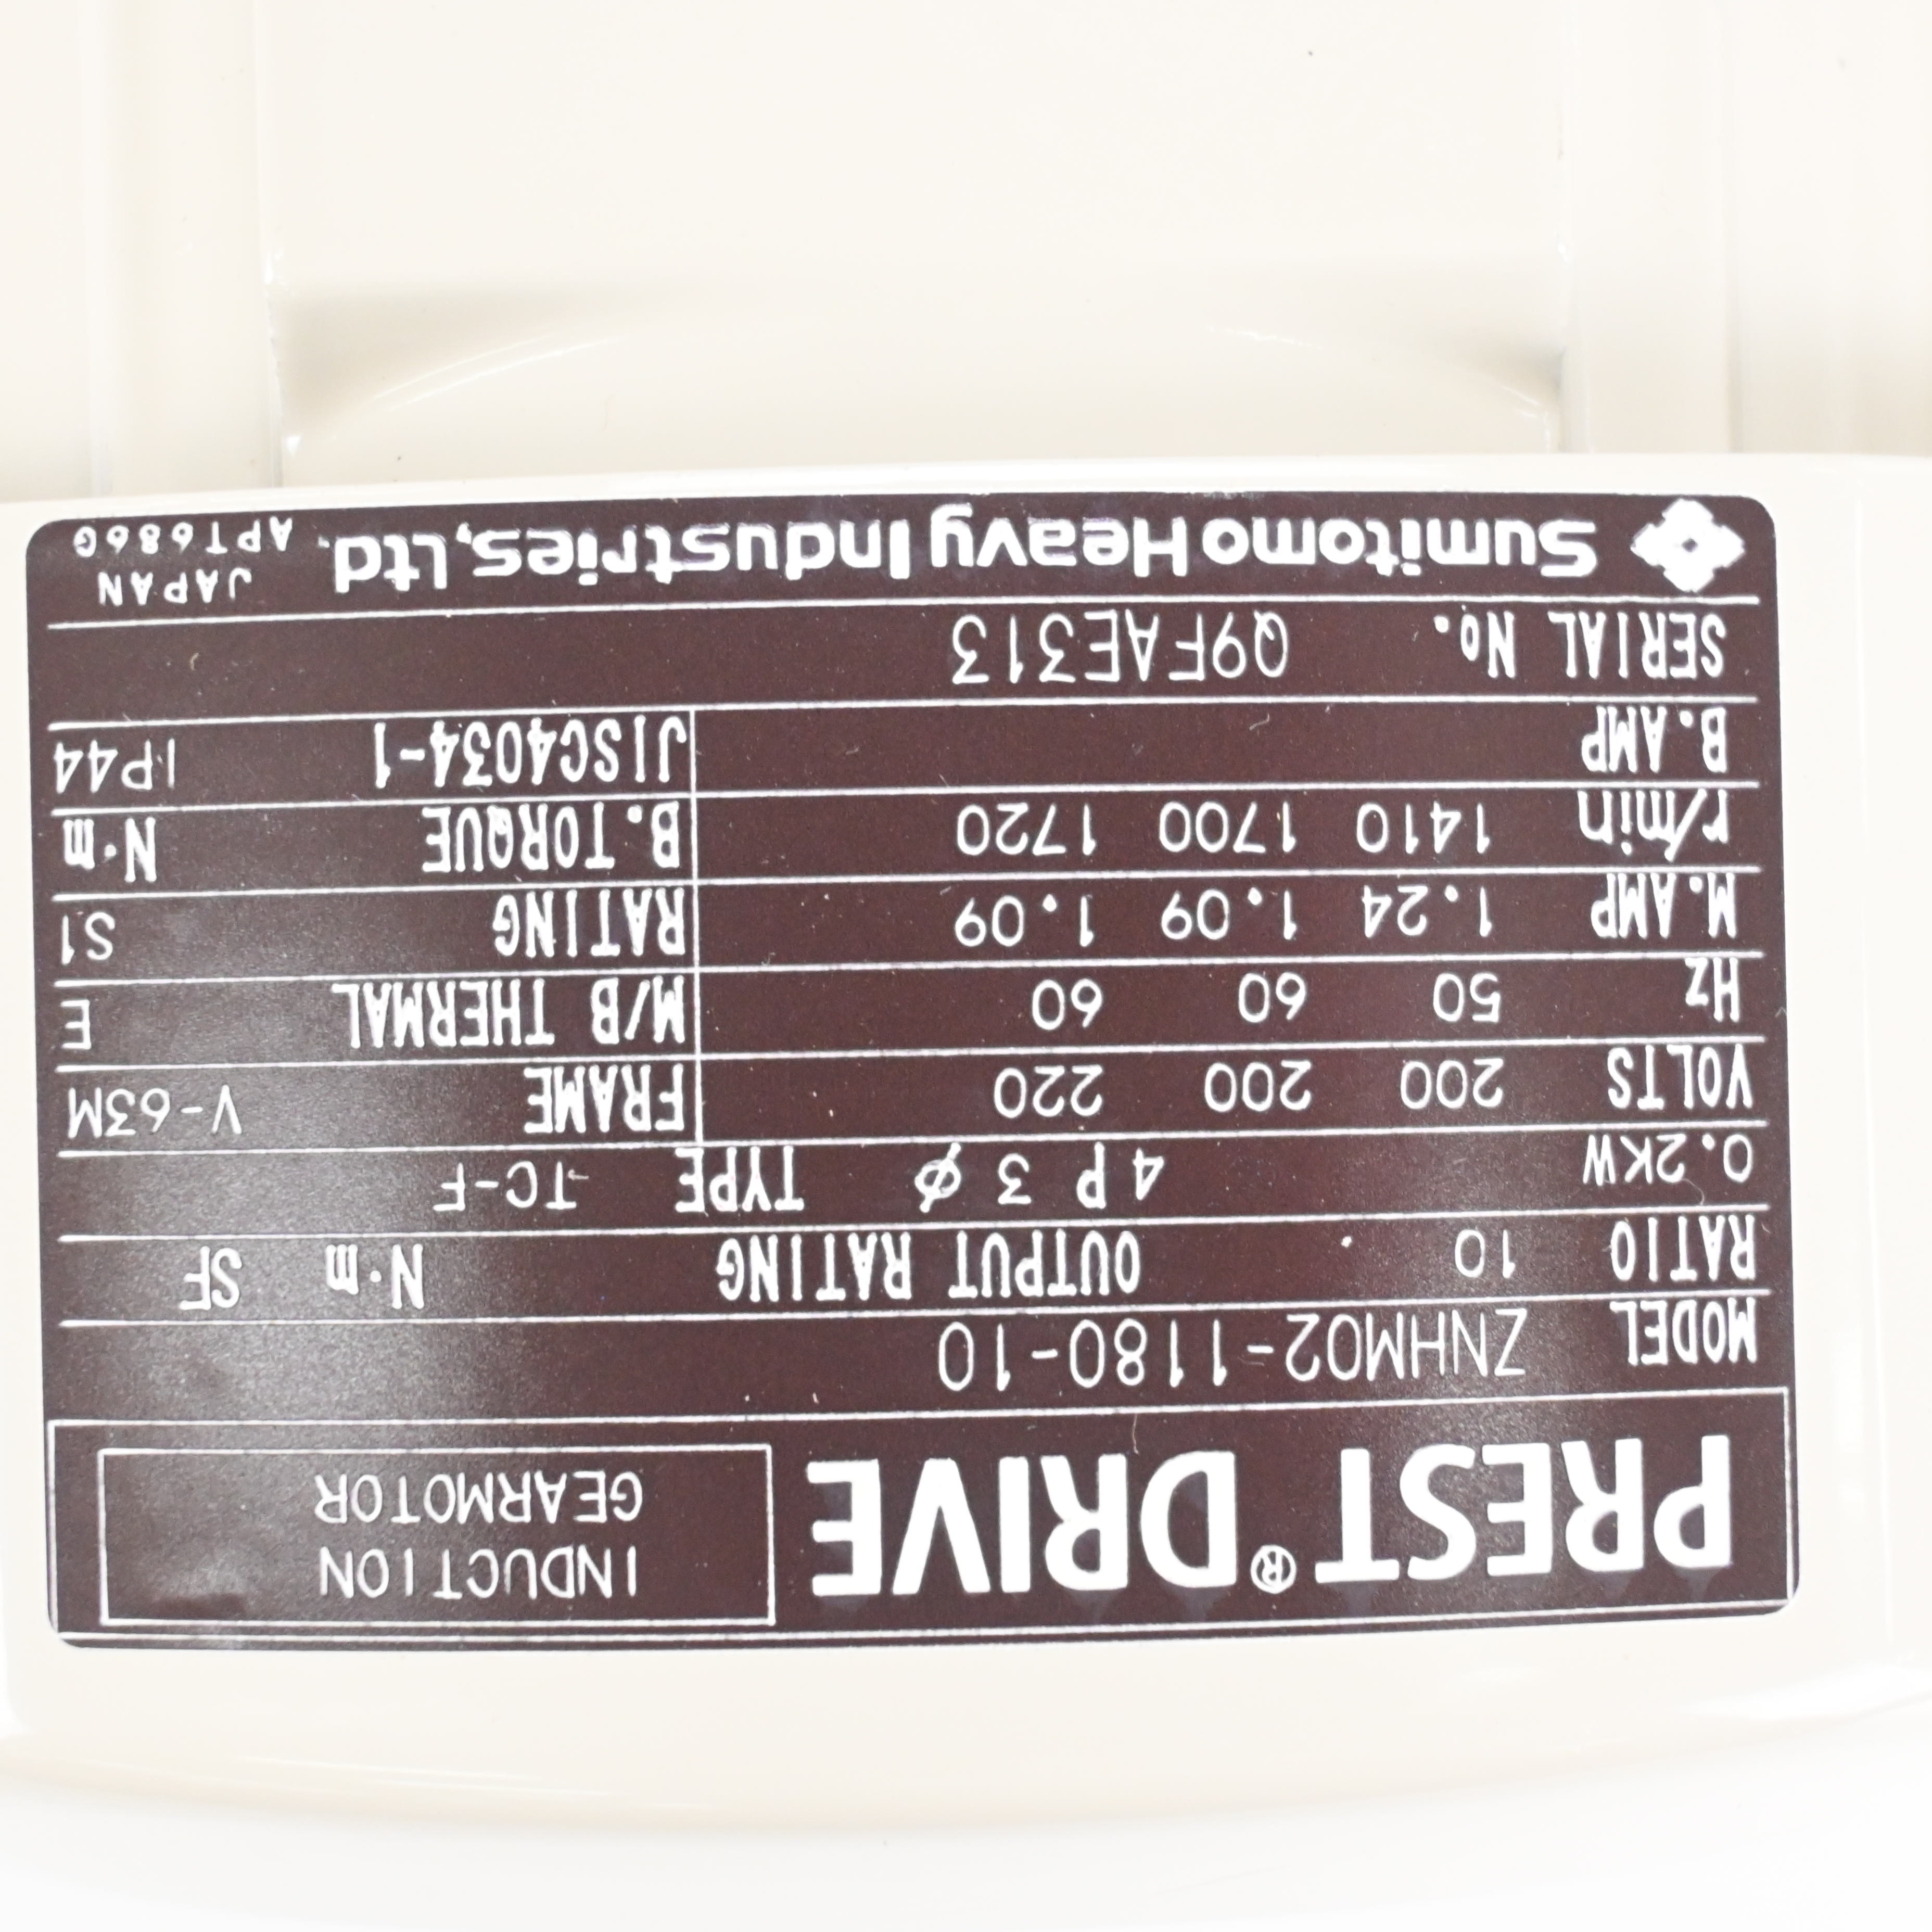 PREST® DRIVE
INDUCTION
GEARMOTOR
MODEL ZNHM02-1180-10
RATIO 10 OUTPUT RATING N·m SF
0.2KW 4 P 3 ϕ TYPE TC-F
VOLTS 200 200 220 FRAME V-63M
Hz 50 60 60 M/B THERMAL E
M.AMP 1.24 1.09 1.09 RATING S1
r/min 1410 1700 1720 B.TORQUE N·m
B.AMP JISC4034-1 IP44
SERIAL No. Q9FAE313
Sumitomo Heavy Industries, Ltd.
JAPAN
APT686G